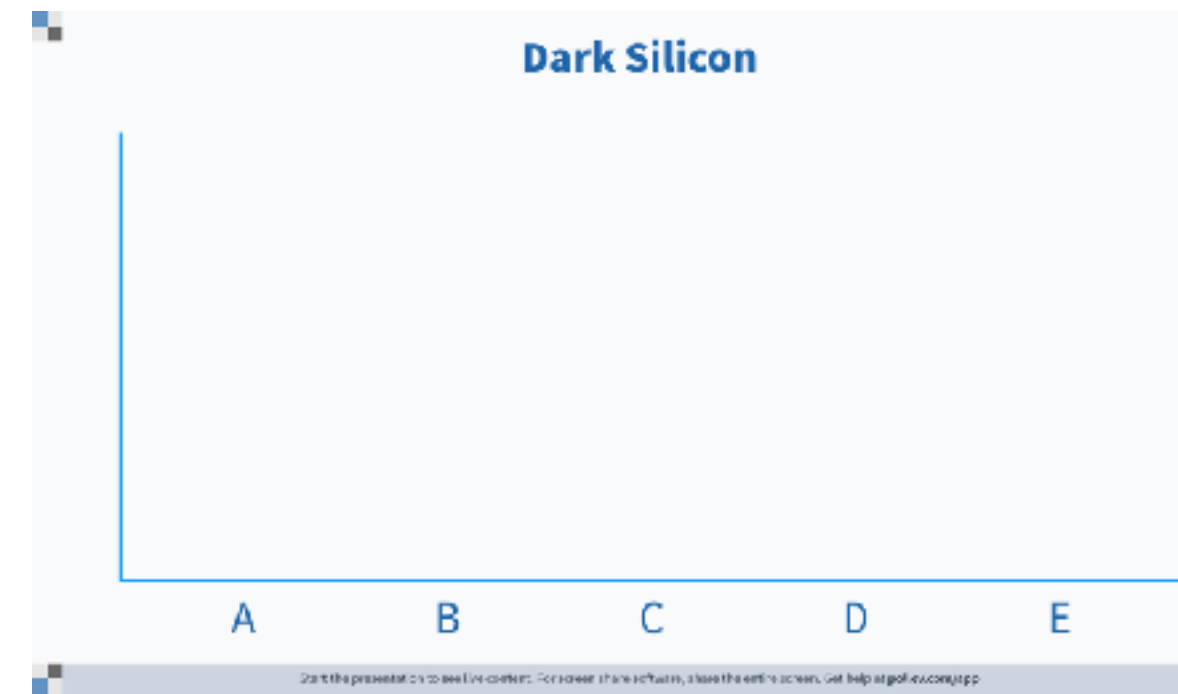 Dark Silicon
A B C D E
Start the presentation to see live content. For screen share software, share the entire screen. Get help at pollev.com/app